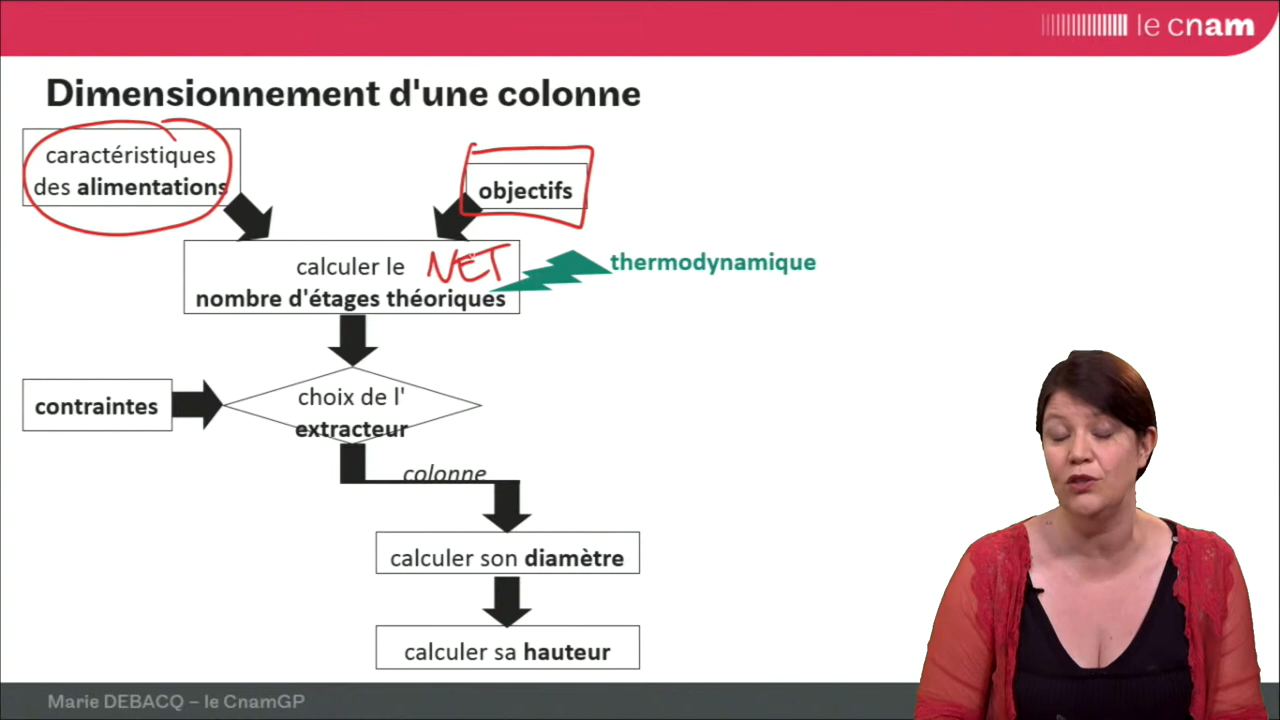 le cnam
Dimensionnement d'une colonne
caractéristiques
des alimentations
objectifs
calculer le NET
nombre d'étages théoriques
thermodynamique
contraintes
choix de l'
extracteur
colonne
calculer son diamètre
calculer sa hauteur
Marie DEBACQ – le CnamGP